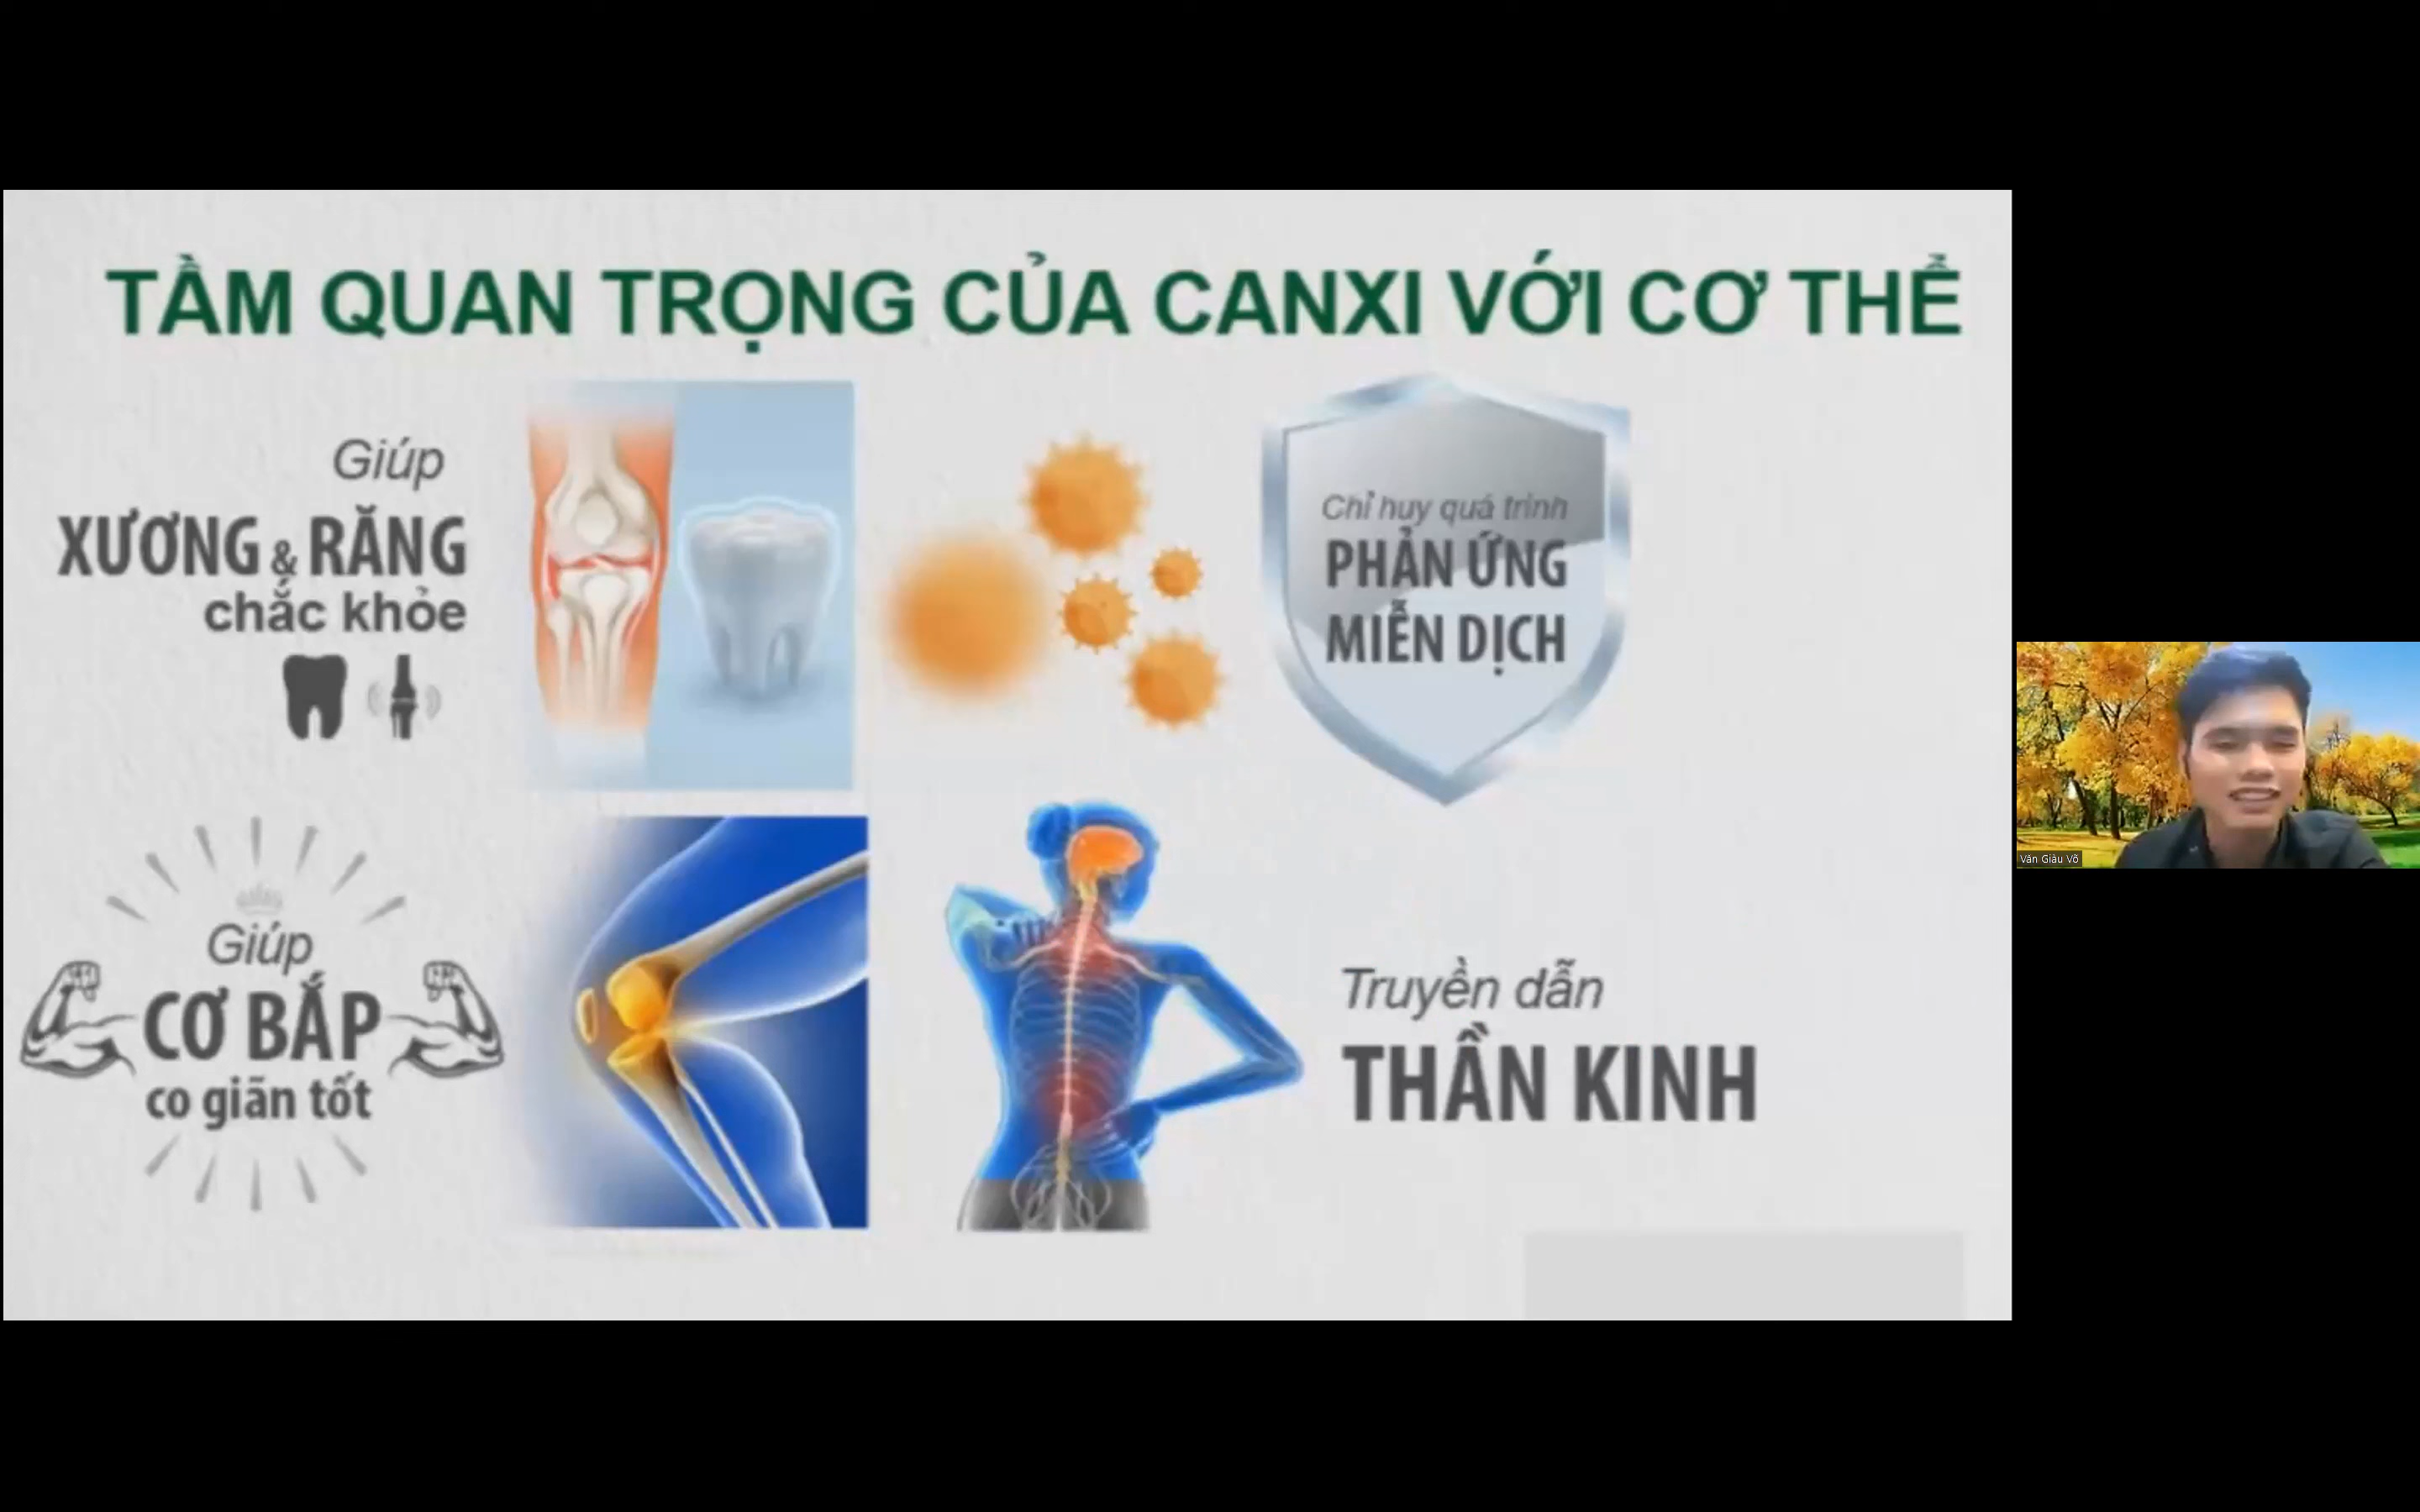 TẦM QUAN TRỌNG CỦA CANXI VỚI CƠ THỂ
Giúp
XƯƠNG & RĂNG
chắc khỏe
Chỉ huy quá trình
PHẢN ỨNG
MIỄN DỊCH
Giúp
CƠ BẮP
co giãn tốt
Truyền dẫn
THẦN KINH
Văn Giàu Võ